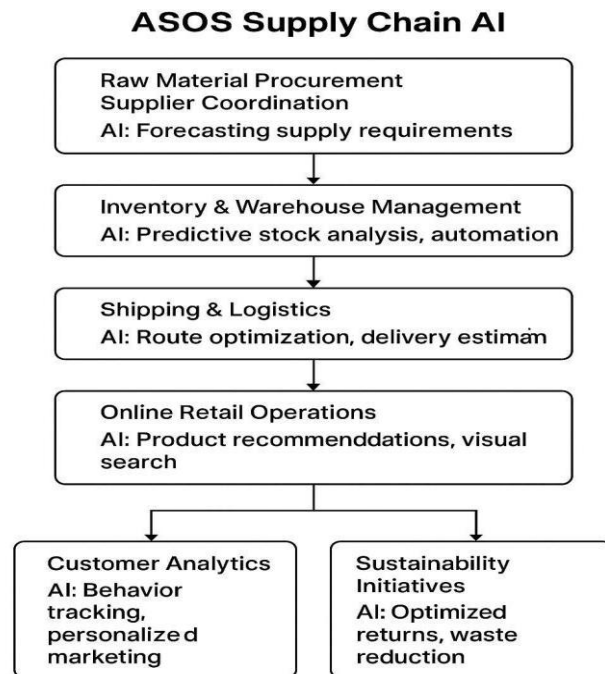 ASOS Supply Chain AI
Raw Material Procurement
Supplier Coordination
AI: Forecasting supply requirements
Inventory & Warehouse Management
AI: Predictive stock analysis, automation
Shipping & Logistics
AI: Route optimization, delivery estiman
Online Retail Operations
AI: Product recommenddations, visual
search
Customer Analytics
AI: Behavior
tracking,
personalized
marketing
Sustainability
Initiatives
AI: Optimized
returns, waste
reduction